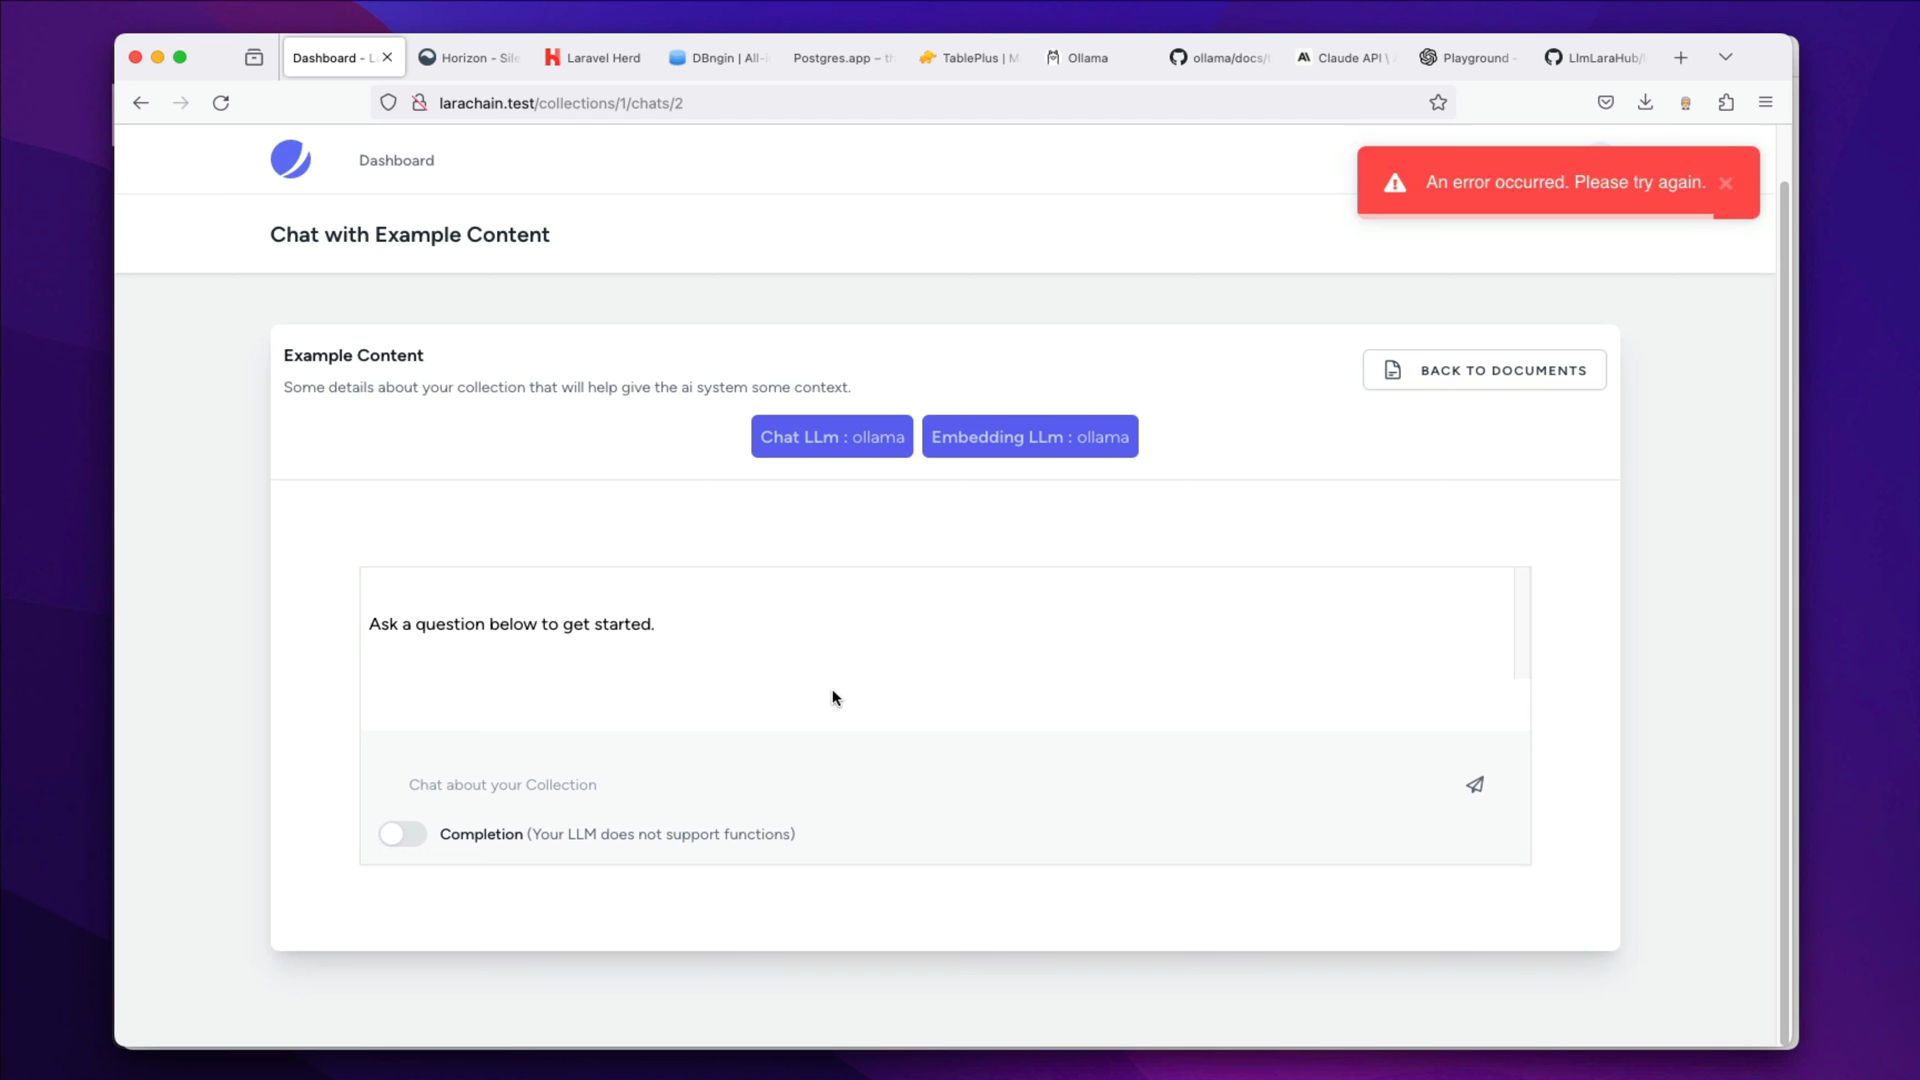 Dashboard - L
Horizon - Sile
Laravel Herd
DBngin | All-i
Postgres.app – th
TablePlus | M
Ollama
ollama/docs/
Claude API \
Playground -
LlmLaraHub/
larachain.test/collections/1/chats/2
Dashboard
An error occurred. Please try again.
Chat with Example Content
Example Content
Some details about your collection that will help give the ai system some context.
BACK TO DOCUMENTS
Chat LLm : ollama
Embedding LLm : ollama
Ask a question below to get started.
Chat about your Collection
Completion (Your LLM does not support functions)